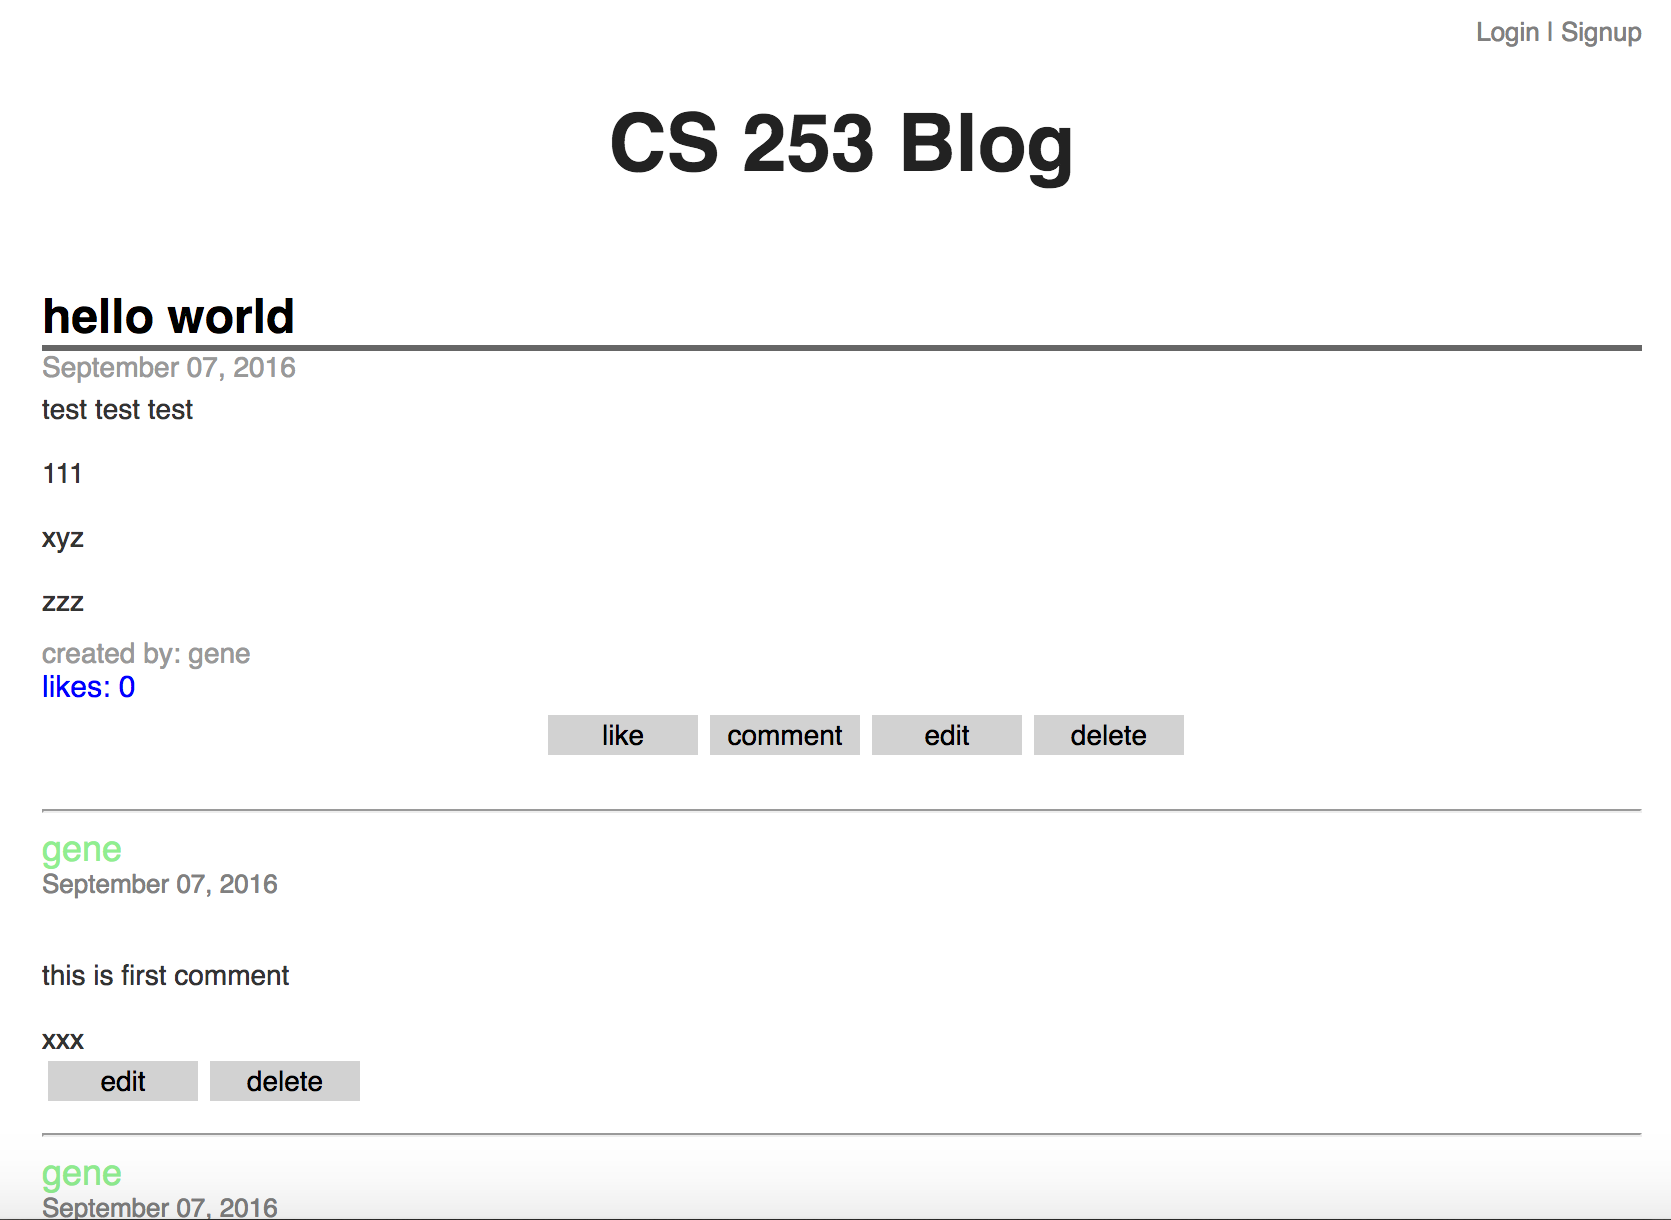 Login | Signup
CS 253 Blog
hello world
September 07, 2016
test test test
111
xyz
zzz
created by: gene
likes: 0
like comment edit delete
gene
September 07, 2016
this is first comment
xxx
edit delete
gene
September 07, 2016